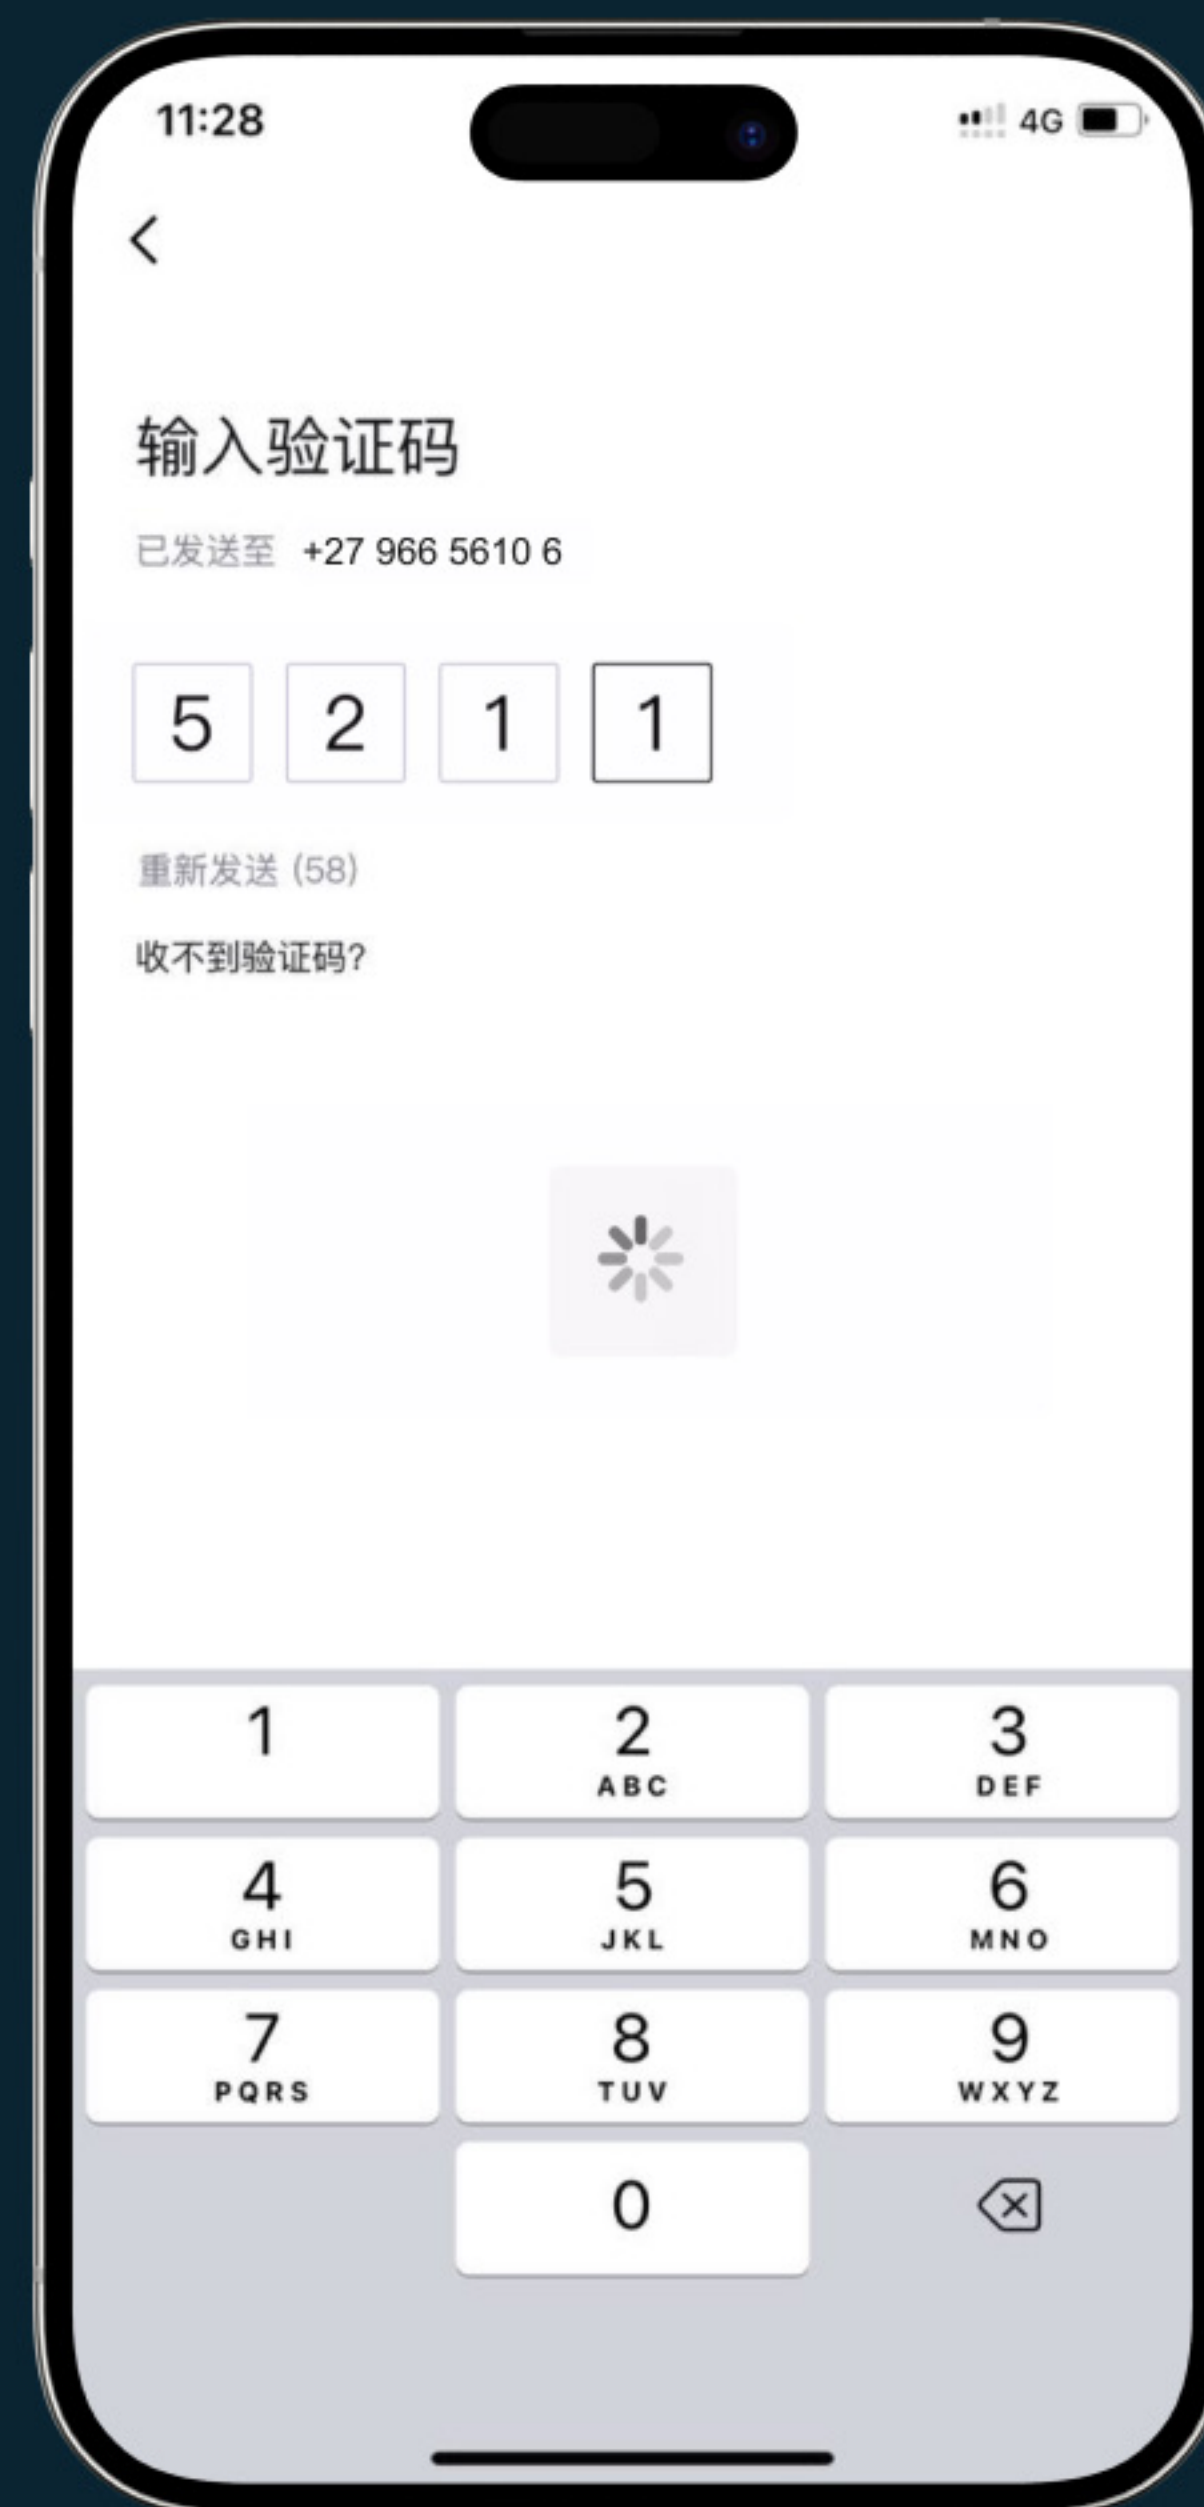 11:28
4G
输入验证码
已发送至 +27 966 5610 6
5 2 1 1
重新发送 (58)
收不到验证码?
1 2 3
ABC DEF
4 5 6
GHI JKL MNO
7 8 9
PQRS TUV WXYZ
0